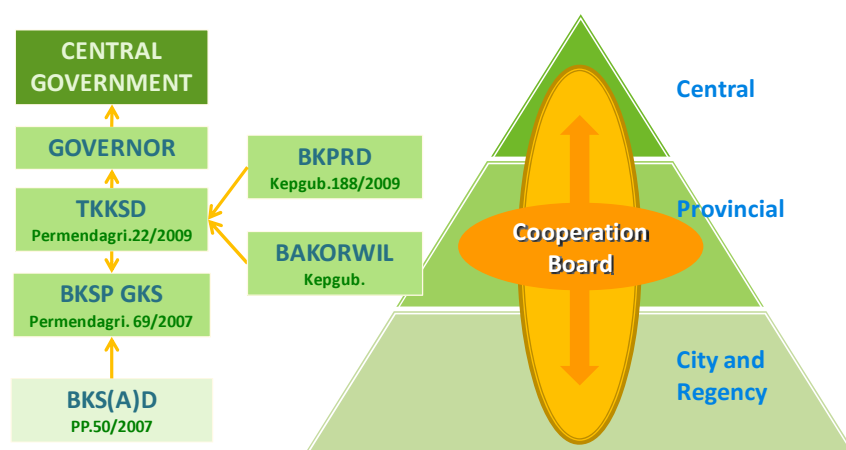 CENTRAL
GOVERNMENT
GOVERNOR
TKKSD
Permendagri.22/2009
BKSP GKS
Permendagri. 69/2007
BKS(A)D
PP.50/2007
BKPRD
Kepgub.188/2009
BAKORWIL
Kepgub.
Central
Provincial
Cooperation
Board
City and
Regency